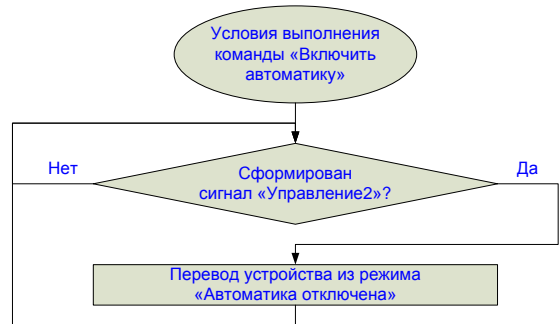 Условия выполнения
команды «Включить
автоматику»
Нет
Сформирован
сигнал «Управление2»?
Да
Перевод устройства из режима
«Автоматика отключена»